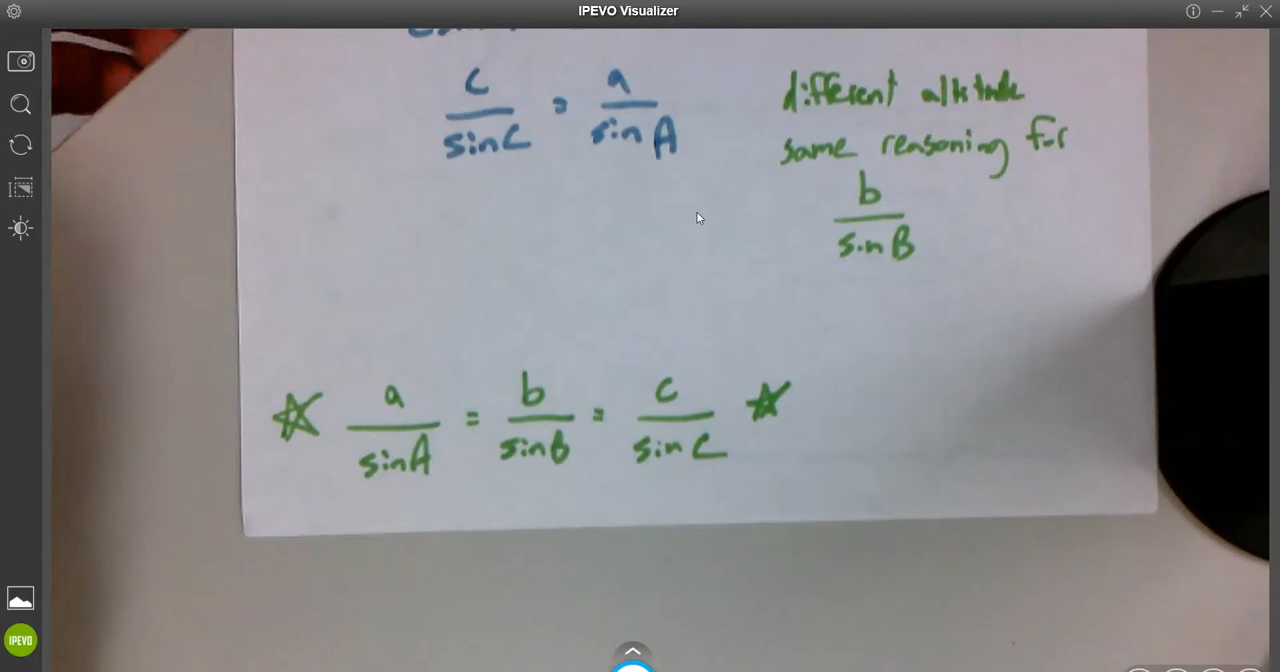 IPEVO Visualizer
c/sinC = a/sinA
different altitude
same reasoning for
b/sinB
☆ a/sinA = b/sinB = c/sinC ☆
IPEVO